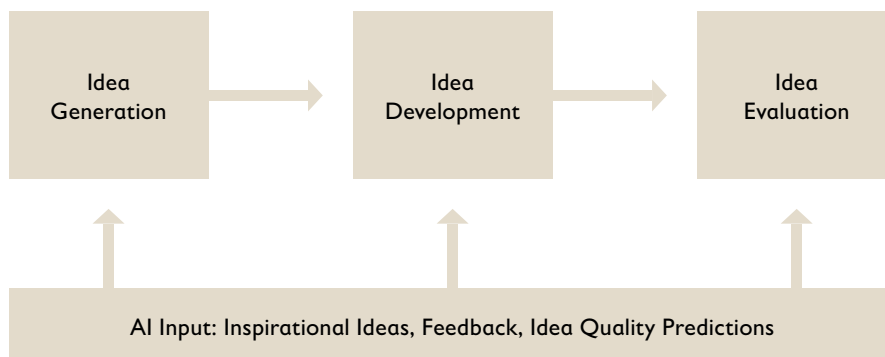 Idea
Generation
Idea
Development
Idea
Evaluation
AI Input: Inspirational Ideas, Feedback, Idea Quality Predictions